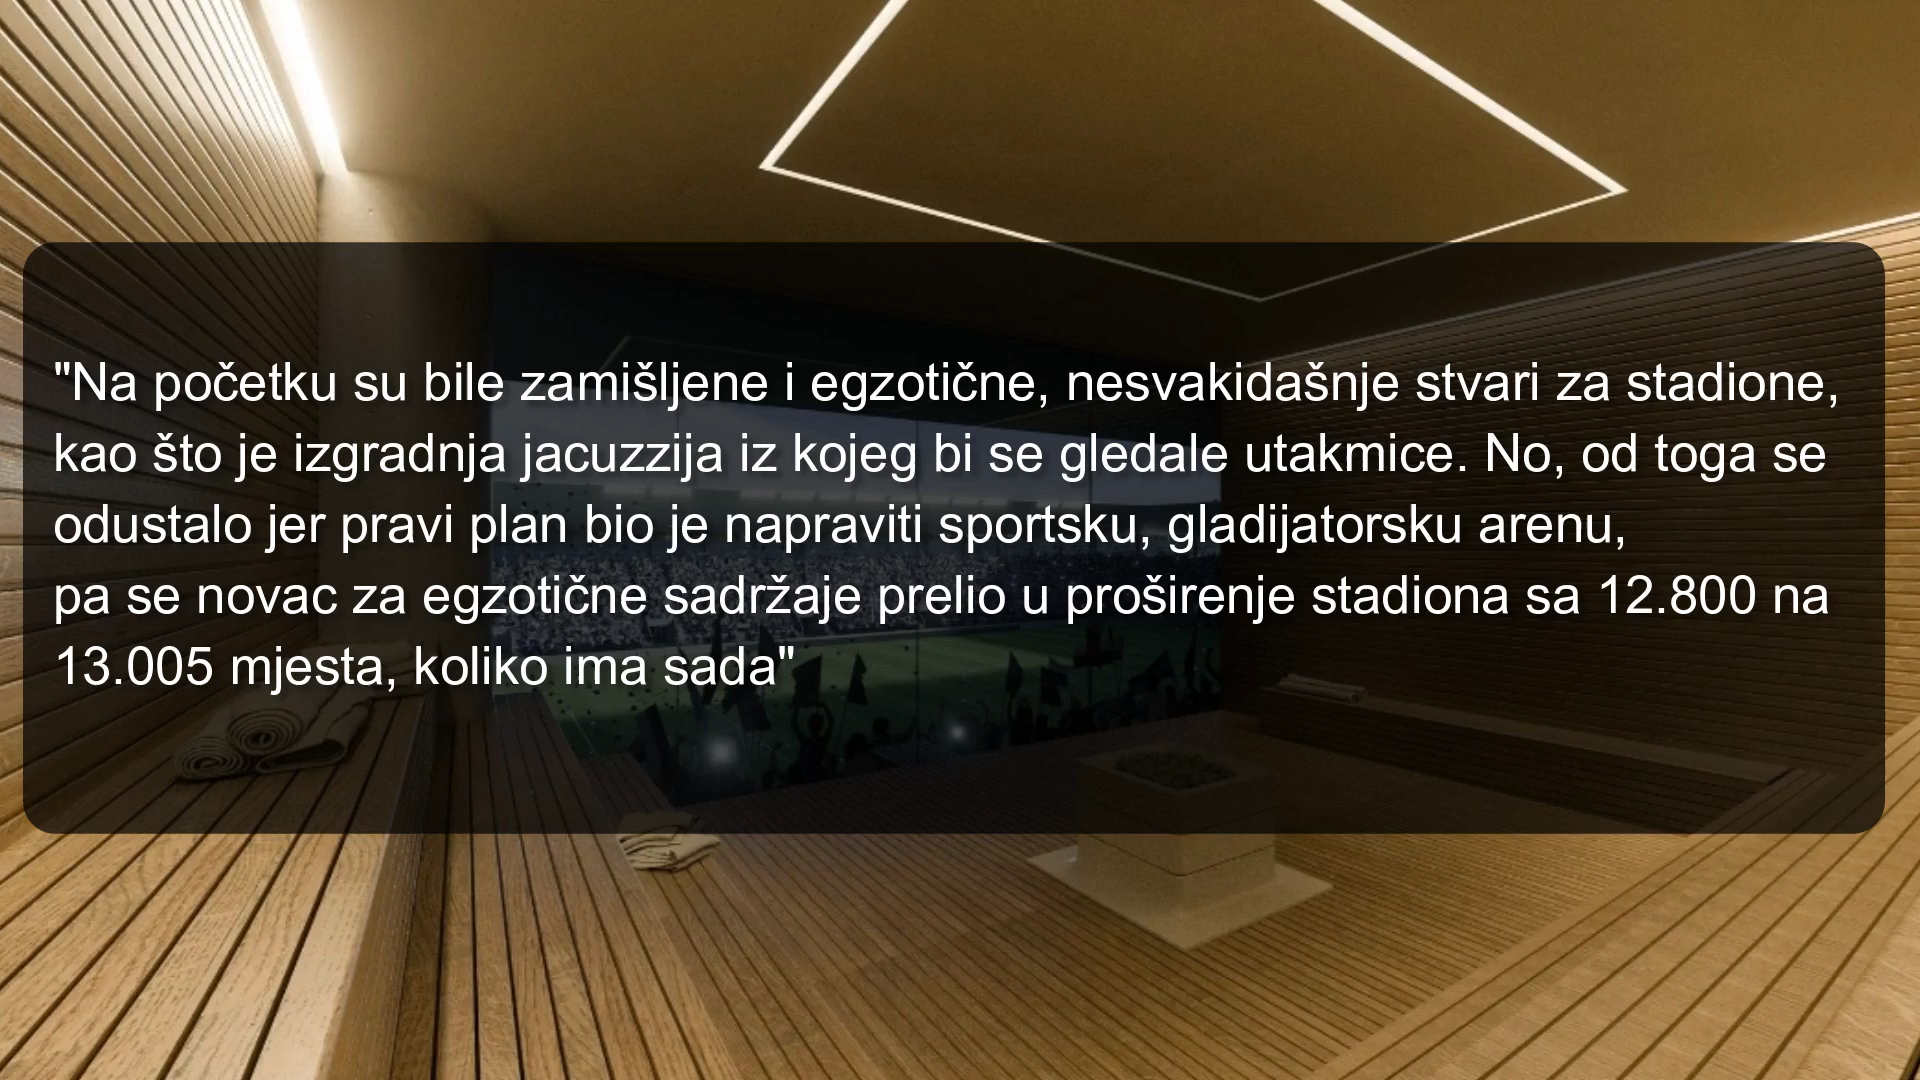 "Na početku su bile zamišljene i egzotične, nesvakidašnje stvari za stadione,
kao što je izgradnja jacuzzija iz kojeg bi se gledale utakmice. No, od toga se
odustalo jer pravi plan bio je napraviti sportsku, gladijatorsku arenu,
pa se novac za egzotične sadržaje prelio u proširenje stadiona sa 12.800 na
13.005 mjesta, koliko ima sada"